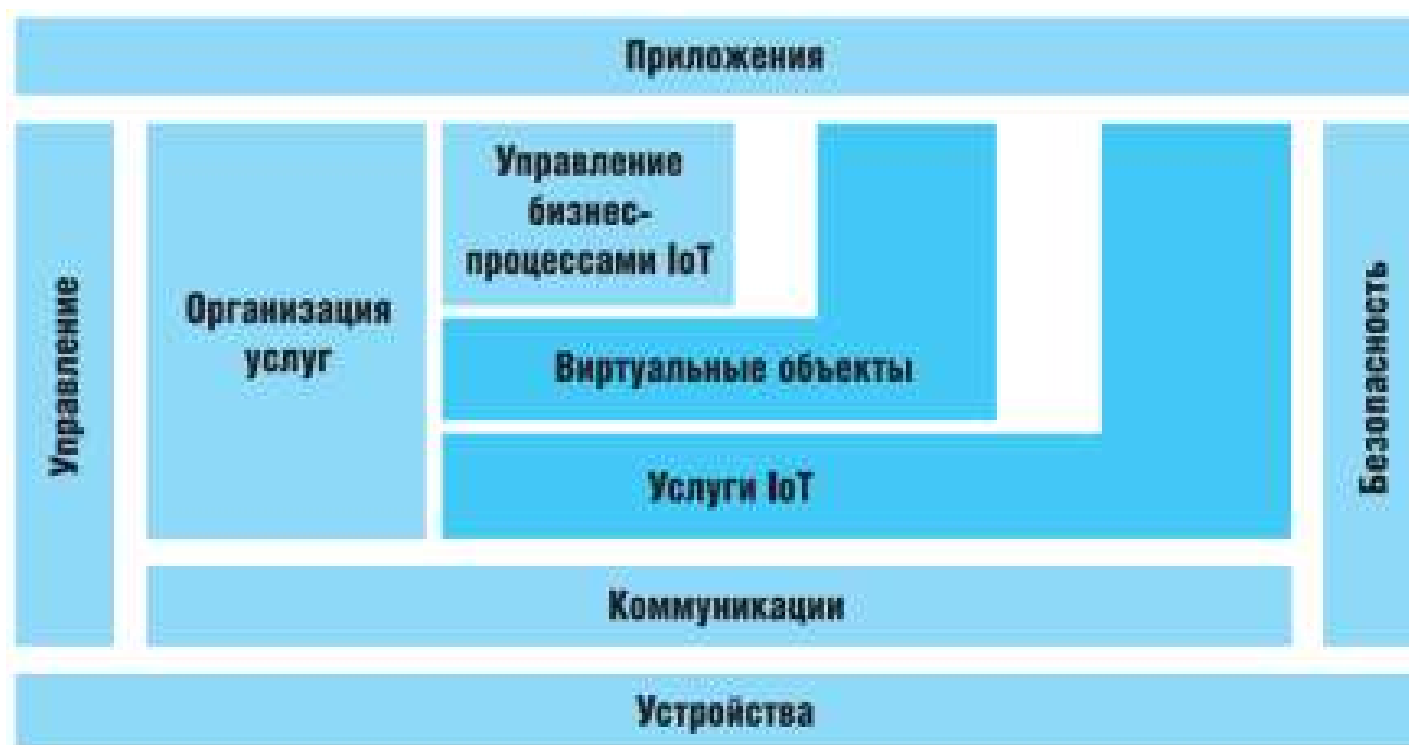 Приложения
Управление
Организация
услуг
Управление
бизнес-
процессами IoT
Виртуальные объекты
Услуги IoT
Безопасность
Коммуникации
Устройства